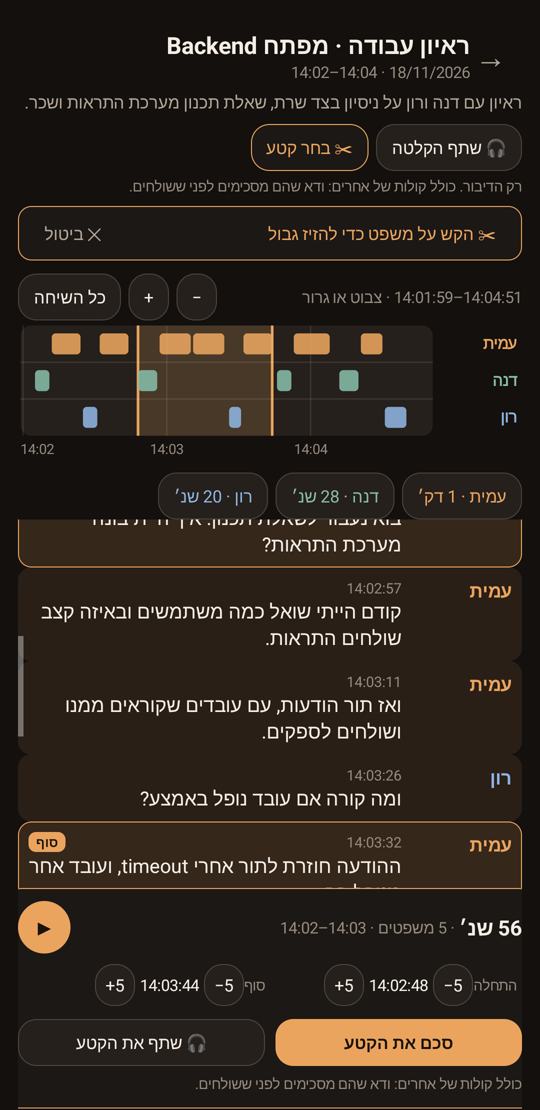 → ראיון עבודה · מפתח Backend
14:02–14:04 · 18/11/2026
ראיון עם דנה ורון על ניסיון בצד שרת, שאלת תכנון מערכת התראות ושכר.
🎧 שתף הקלטה
✂ בחר קטע
רק הדיבור. כולל קולות של אחרים: ודא שהם מסכימים לפני ששולחים.
✂ הקש על משפט כדי להזיז גבול
× ביטול
14:01:59–14:04:51 · צבוט או גרור
−
+
כל השיחה
עמית
דנה
רון
14:02 14:03 14:04
עמית · 1 דק׳
דנה · 28 שנ׳
רון · 20 שנ׳
מערכת התראות?
עמית
14:02:57
קודם הייתי שואל כמה משתמשים ובאיזה קצב
שולחים התראות.
עמית
14:03:11
ואז תור הודעות, עם עובדים שקוראים ממנו
ושולחים לספקים.
רון
14:03:26
ומה קורה אם עובד נופל באמצע?
עמית
14:03:32
סוף
ההודעה חוזרת לתור אחרי timeout, ועובד אחר
56 שנ׳ · 5 משפטים · 14:02–14:03
▶
התחלה −5 14:02:48 +5
סוף −5 14:03:44 +5
סכם את הקטע
🎧 שתף את הקטע
כולל קולות של אחרים: ודא שהם מסכימים לפני ששולחים.